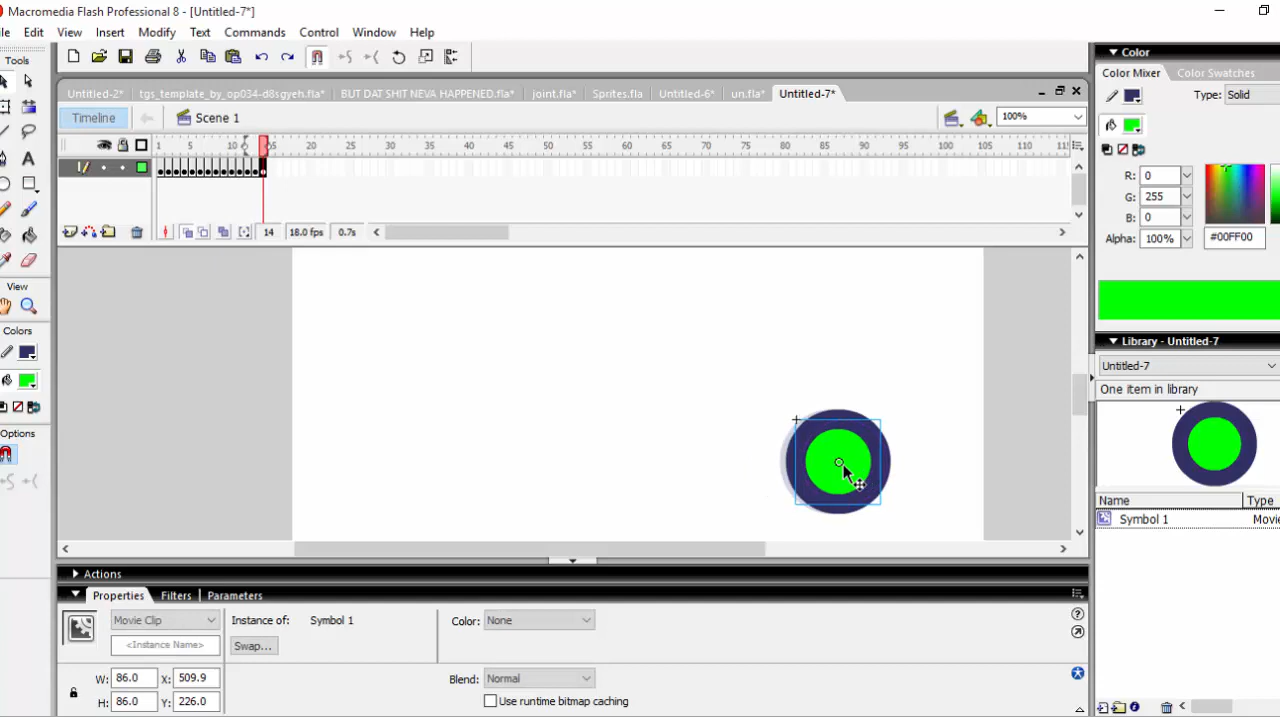 Macromedia Flash Professional 8 - [Untitled-7*]
ile Edit View Insert Modify Text Commands Control Window Help
Tools
Untitled-2* tgs_template_by_op034-d8sgyeh.fla* BUT DAT SHIT NEVA HAPPENED.fla* joint.fla* Sprites.fla Untitled-6* un.fla* Untitled-7*
Timeline Scene 1 100%
1 5 10 15 20 25 30 35 40 45 50 55 60 65 70 75 80 85 90 95 100 105 110 115
14 18.0 fps 0.7s
View
Colors
Options
Color
Color Mixer Color Swatches
Type: Solid
R: 0
G: 255
B: 0
Alpha: 100% #00FF00
Library - Untitled-7
Untitled-7
One item in library
Name Type
Symbol 1 Movie
Actions
Properties Filters Parameters
Movie Clip Instance of: Symbol 1 Color: None
<Instance Name> Swap...
W: 86.0 X: 509.9 Blend: Normal
H: 86.0 Y: 226.0 Use runtime bitmap caching